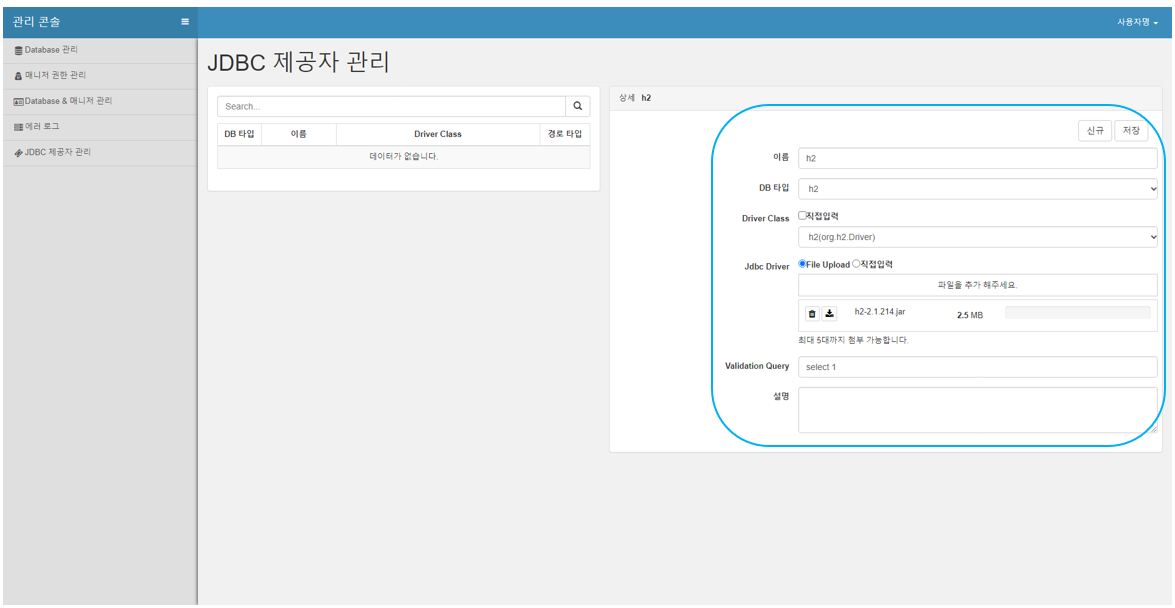 관리 콘솔
사용자명
Database 관리
매니저 권한 관리
Database & 매니저 관리
에러 로그
JDBC 제공자 관리
JDBC 제공자 관리
Search...
DB 타입 이름 Driver Class 경로 타입
데이터가 없습니다.
상세 h2
신규 저장
이름 h2
DB 타입 h2
Driver Class 직접입력
h2(org.h2.Driver)
Jdbc Driver File Upload 직접입력
파일을 추가 해주세요.
h2-2.1.214.jar 2.5 MB
최대 5대까지 첨부 가능합니다.
Validation Query select 1
설명